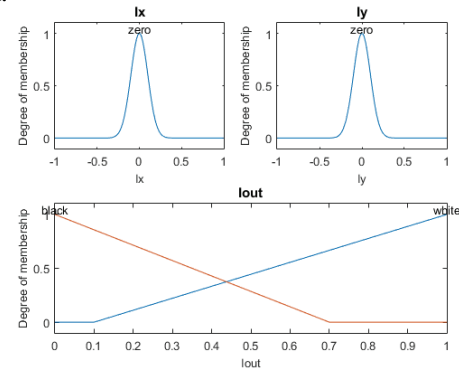 Ix
Iy
zero
zero
Degree of membership
1
0.5
0
-1
-0.5
0
0.5
1
Ix
Degree of membership
1
0.5
0
-1
-0.5
0
0.5
1
Iy
Iout
black
white
Degree of membership
1
0.5
0
0
0.1
0.2
0.3
0.4
0.5
0.6
0.7
0.8
0.9
1
Iout